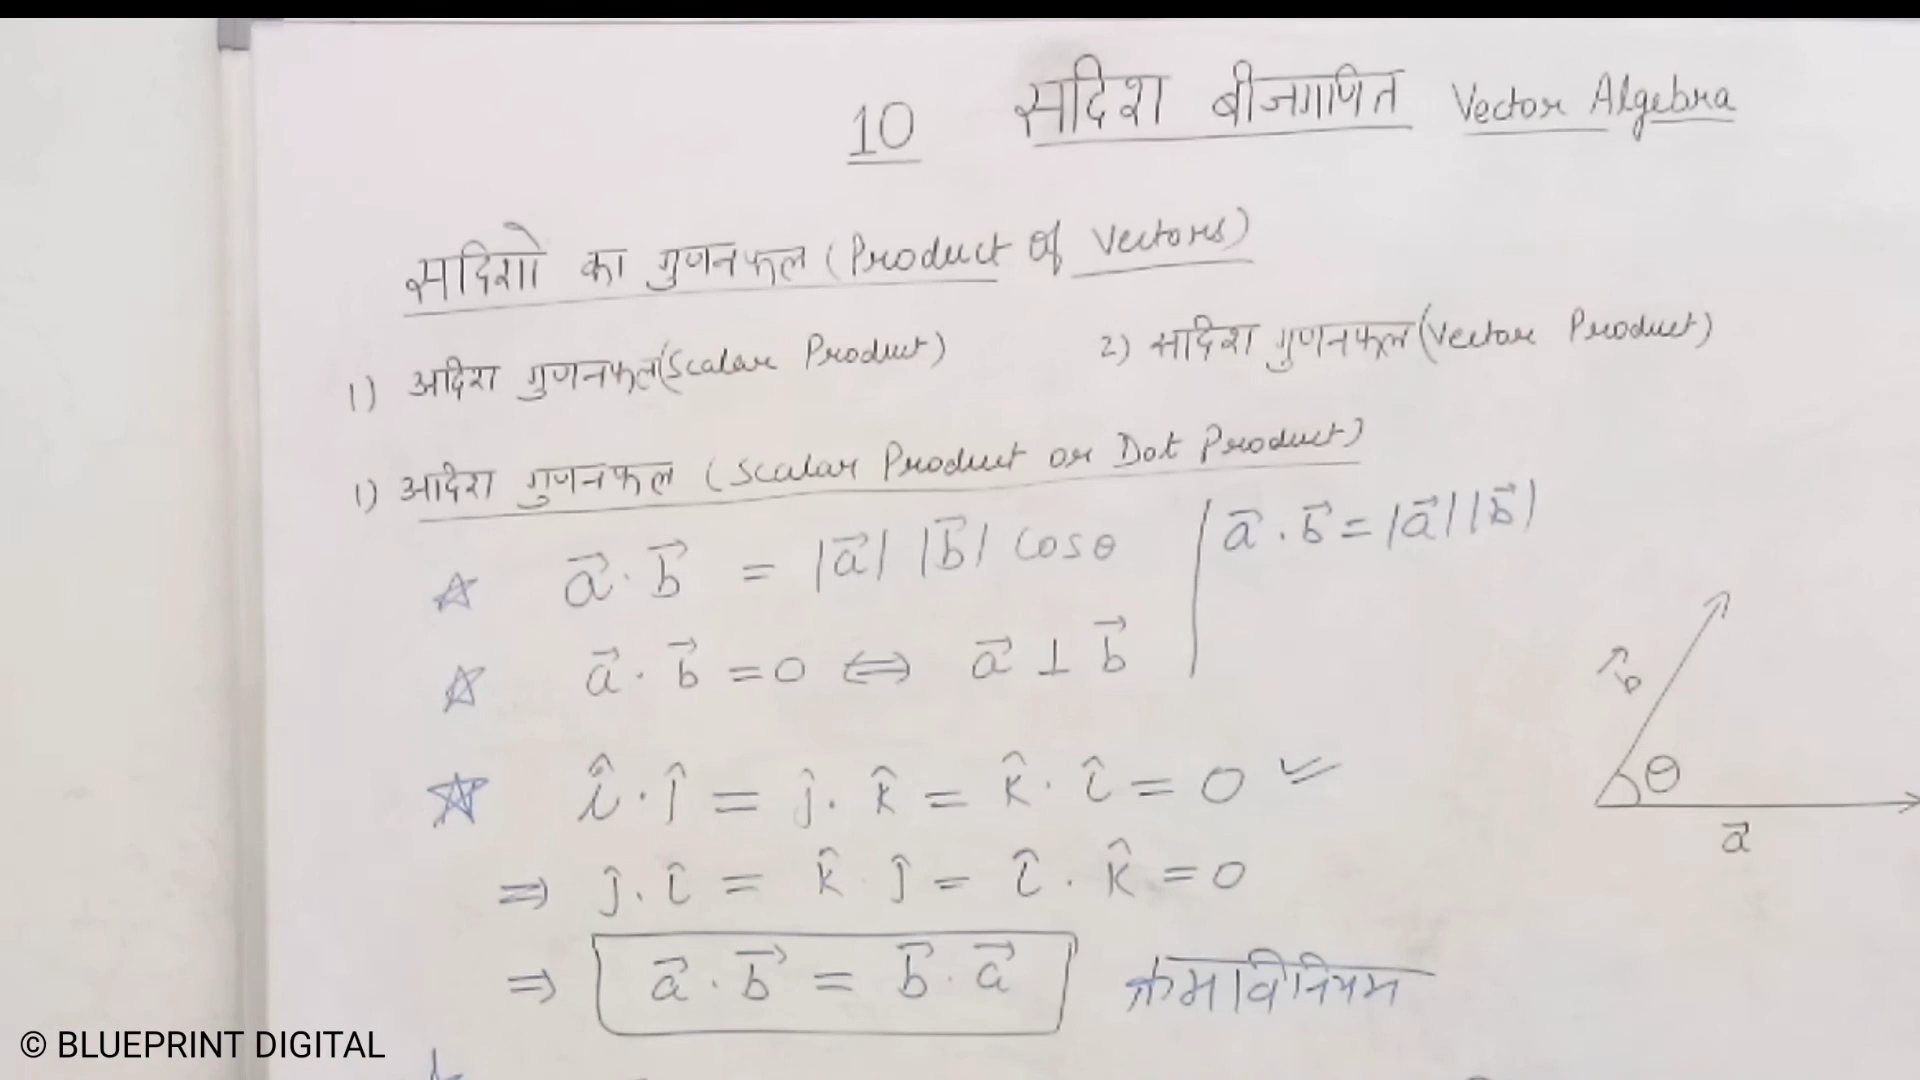 10 सदिश बीजगणित Vector Algebra
सदिशो का गुणनफल (Product of Vectors)
1) अदिश गुणनफल (Scalar Product) 2) सदिश गुणनफल (Vector Product)
1) अदिश गुणनफल (Scalar Product or Dot Product)
☆ a⃗ · b⃗ = |a⃗| |b⃗| cosθ | a⃗ · b⃗ = |a⃗| |b⃗|
☆ a⃗ · b⃗ = 0 ⟺ a⃗ ⊥ b⃗
☆ î · ĵ = ĵ · k̂ = k̂ · î = 0 ✓
⇒ ĵ · î = k̂ · ĵ = î · k̂ = 0
⇒ a⃗ · b⃗ = b⃗ · a⃗ क्रमविनिमय
b⃗
θ
a⃗
© BLUEPRINT DIGITAL